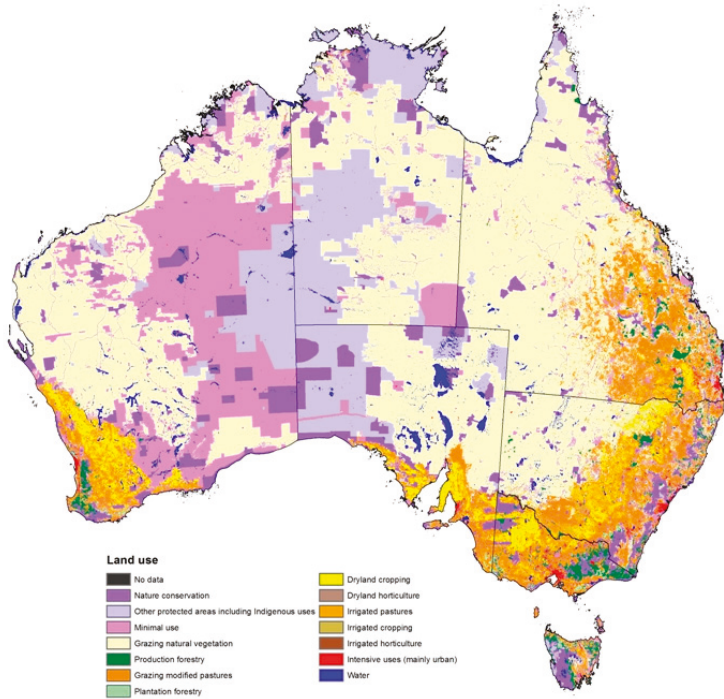 Land use
No data
Nature conservation
Other protected areas including Indigenous uses
Minimal use
Grazing natural vegetation
Production forestry
Grazing modified pastures
Plantation forestry
Dryland cropping
Dryland horticulture
Irrigated pastures
Irrigated cropping
Irrigated horticulture
Intensive uses (mainly urban)
Water